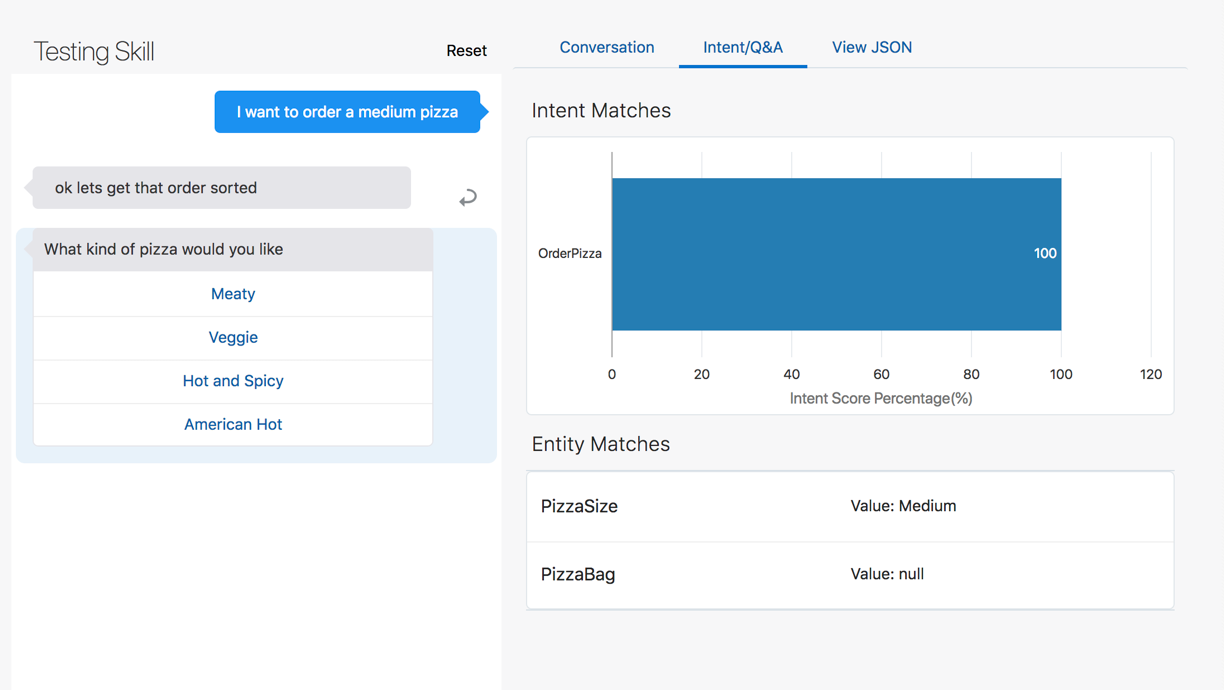 Testing Skill
Reset
I want to order a medium pizza
ok lets get that order sorted
What kind of pizza would you like
Meaty
Veggie
Hot and Spicy
American Hot
Conversation
Intent/Q&A
View JSON
Intent Matches
OrderPizza
100
0 20 40 60 80 100 120
Intent Score Percentage(%)
Entity Matches
PizzaSize Value: Medium
PizzaBag Value: null